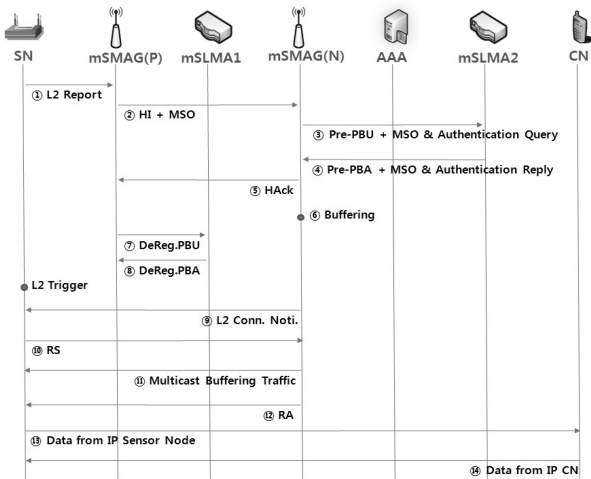 SN mSMAG(P) mSLMA1 mSMAG(N) AAA mSLMA2 CN
① L2 Report
② HI + MSO
③ Pre-PBU + MSO & Authentication Query
④ Pre-PBA + MSO & Authentication Reply
⑤ HAck
⑥ Buffering
⑦ DeReg.PBU
⑧ DeReg.PBA
L2 Trigger
⑨ L2 Conn. Noti.
⑩ RS
⑪ Multicast Buffering Traffic
⑫ RA
⑬ Data from IP Sensor Node
⑭ Data from IP CN